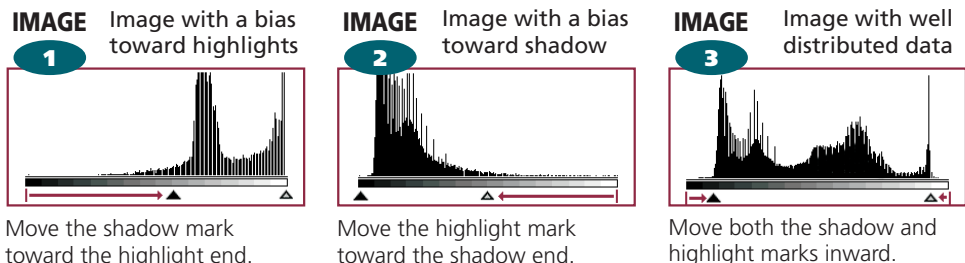 IMAGE
1
Image with a bias
toward highlights
Move the shadow mark
toward the highlight end.
IMAGE
2
Image with a bias
toward shadow
Move the highlight mark
toward the shadow end.
IMAGE
3
Image with well
distributed data
Move both the shadow and
highlight marks inward.